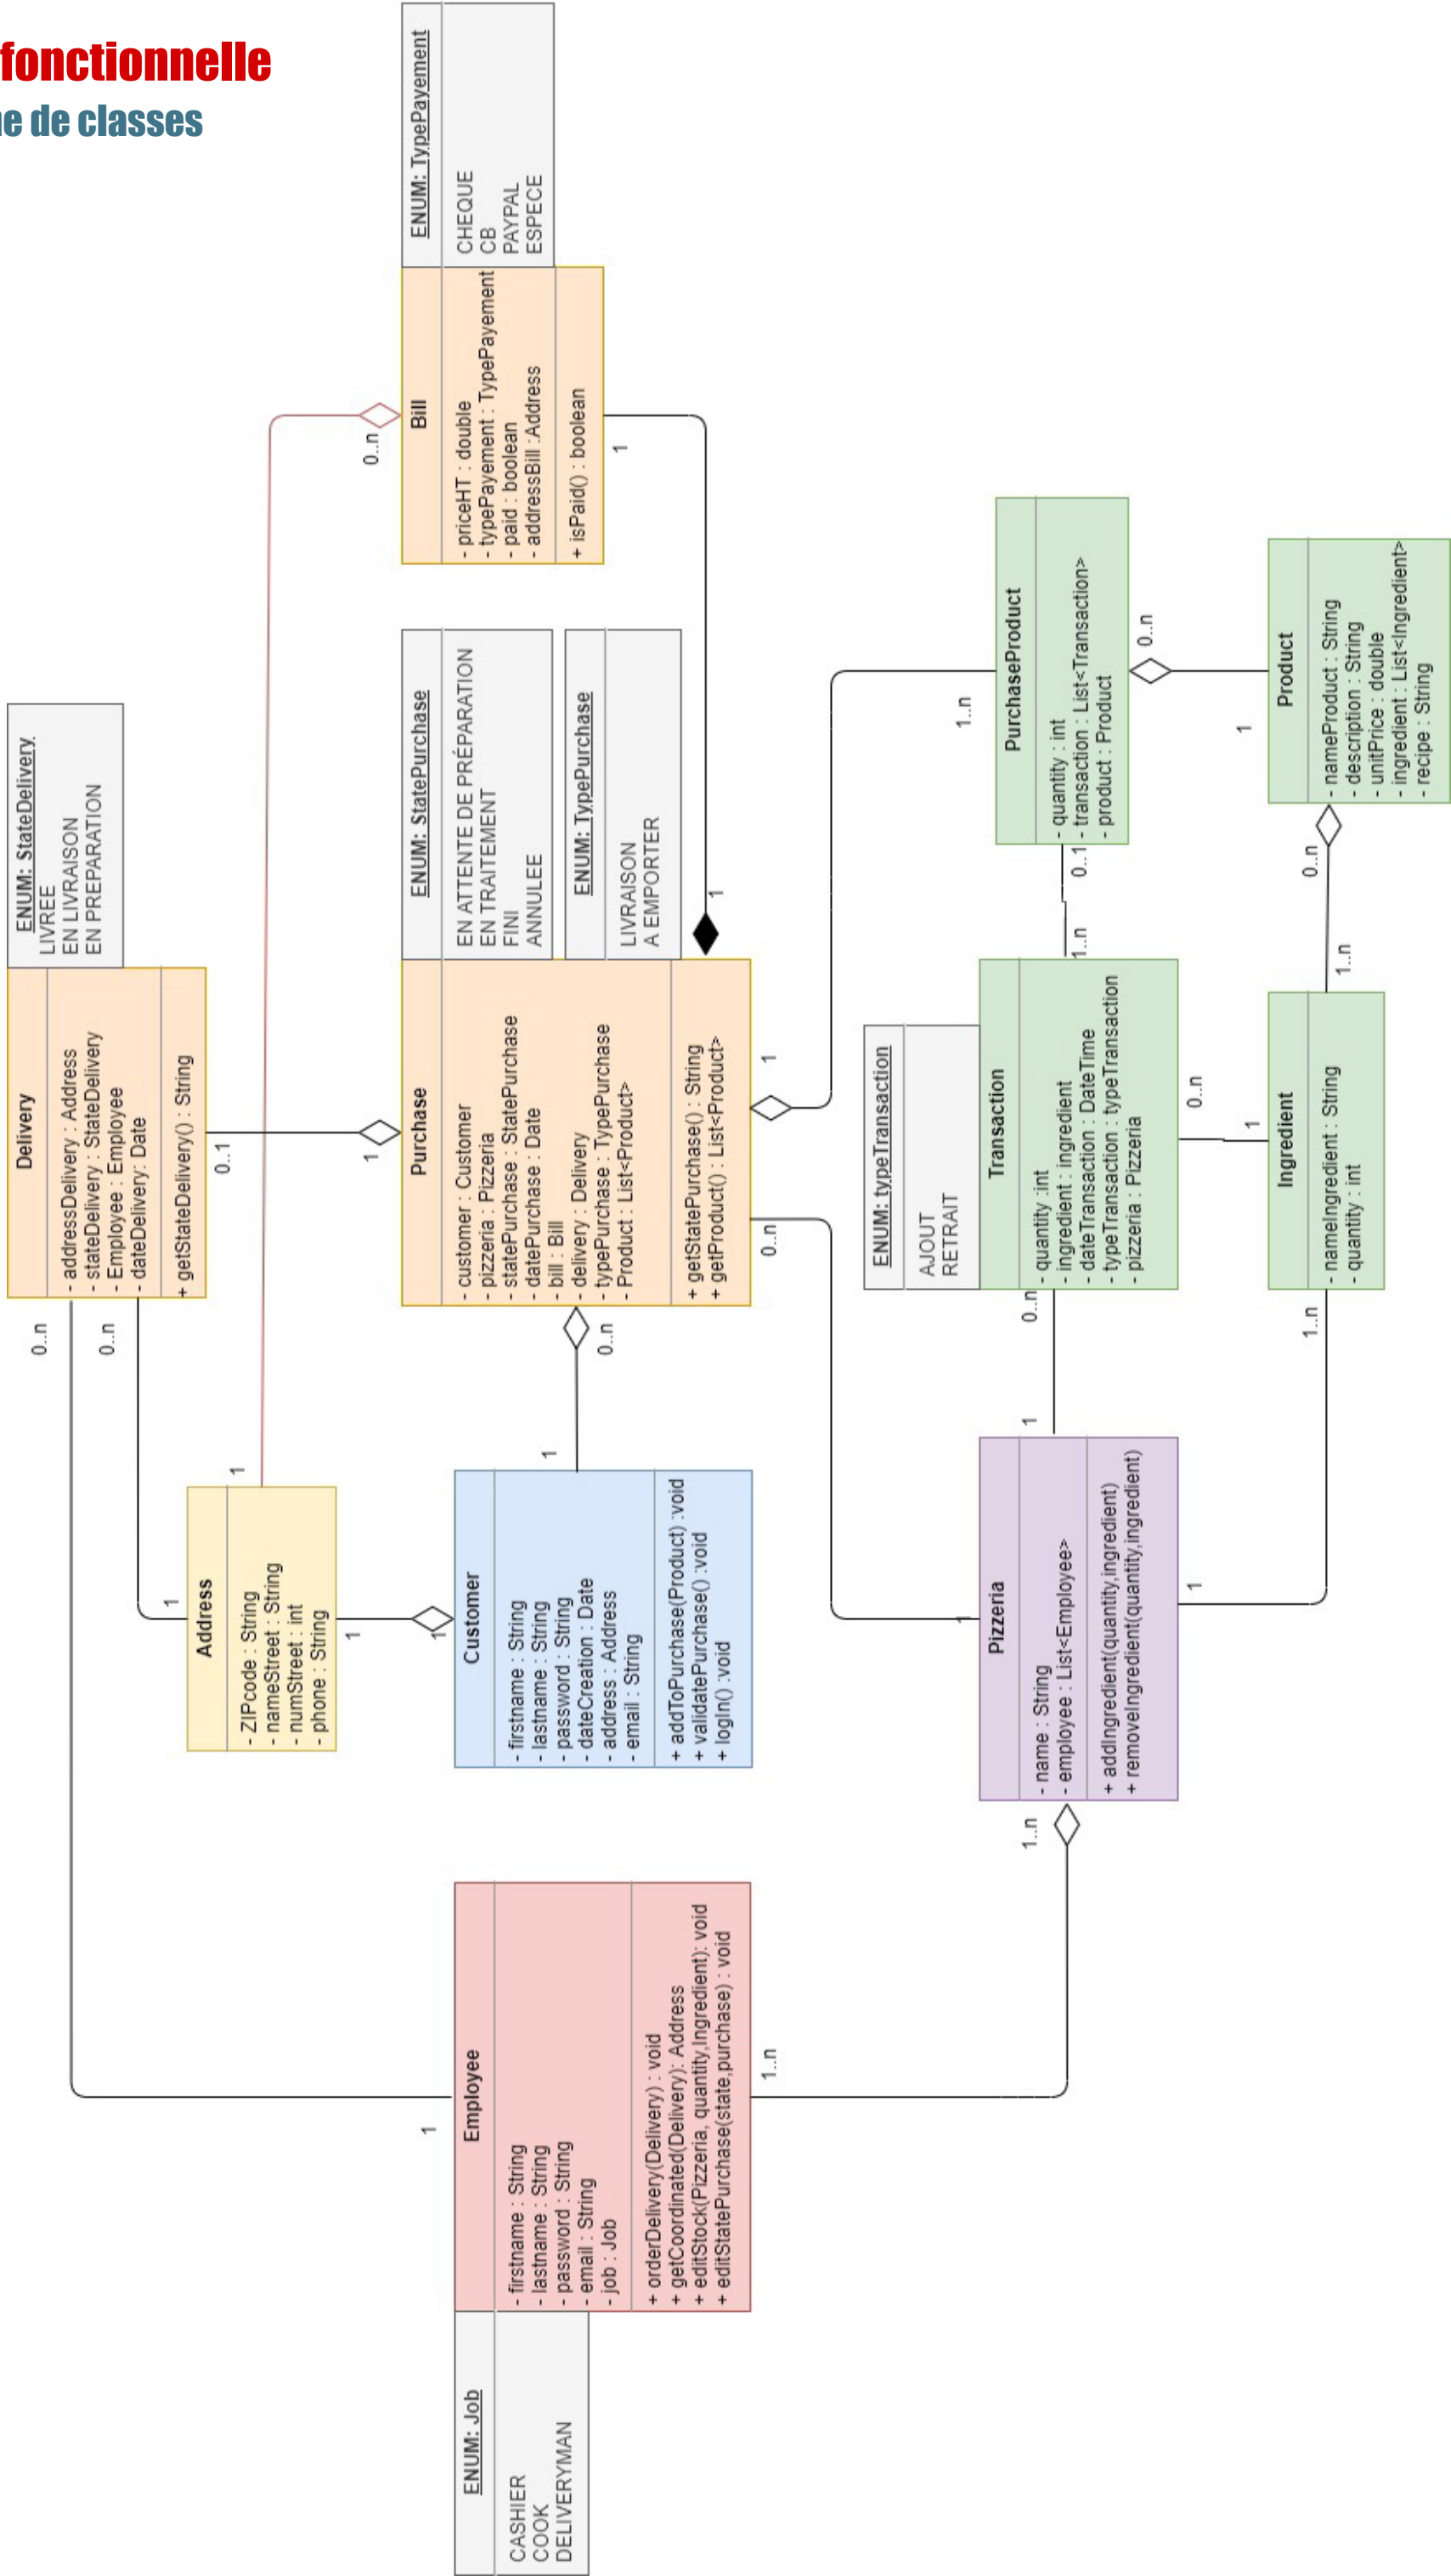 fonctionnelle
e de classes
ENUM: Job
CASHIER
COOK
DELIVERYMAN
Employee
- firstname : String
- lastname : String
- password : String
- email : String
- job : Job
+ orderDelivery(Delivery) : void
+ getCoordinated(Delivery): Address
+ editStock(Pizzeria, quantity,Ingredient): void
+ editStatePurchase(state,purchase) : void
1
1..n
Address
- ZIPcode : String
- nameStreet : String
- numStreet : int
- phone : String
1
1
1
1
Customer
- firstname : String
- lastname : String
- password : String
- dateCreation : Date
- address : Address
- email : String
+ addToPurchase(Product) :void
+ validatePurchase() :void
+ logIn() :void
1
Pizzeria
- name : String
- employee : List<Employee>
+ addIngredient(quantity,ingredient)
+ removeIngredient(quantity,ingredient)
1..n
1
1
1
Delivery
- addressDelivery : Address
- stateDelivery : StateDelivery
- Employee : Employee
- dateDelivery: Date
+ getStateDelivery() : String
0..n
0..n
0..1
ENUM: StateDelivery
LIVREE
EN LIVRAISON
EN PREPARATION
Purchase
- customer : Customer
- pizzeria : Pizzeria
- statePurchase : StatePurchase
- datePurchase : Date
- bill : Bill
- delivery : Delivery
- typePurchase : TypePurchase
- Product : List<Product>
+ getStatePurchase() : String
+ getProduct() : List<Product>
1
0..n
0..n
1
1
ENUM: StatePurchase
EN ATTENTE DE PRÉPARATION
EN TRAITEMENT
FINI
ANNULEE
ENUM: TypePurchase
LIVRAISON
A EMPORTER
Bill
- priceHT : double
- typePayement : TypePayement
- paid : boolean
- addressBill :Address
+ isPaid() : boolean
0..n
1
ENUM: TypePayement
CHEQUE
CB
PAYPAL
ESPECE
ENUM: typeTransaction
AJOUT
RETRAIT
Transaction
- quantity :int
- ingredient : ingredient
- dateTransaction : DateTime
- typeTransaction : typeTransaction
- pizzeria : Pizzeria
0..n
1..n
0..n
Ingredient
- nameIngredient : String
- quantity : int
1..n
1
1..n
PurchaseProduct
- quantity : int
- transaction : List<Transaction>
- product : Product
1..n
0..1
0..n
Product
- nameProduct : String
- description : String
- unitPrice : double
- ingredient : List<Ingredient>
- recipe : String
1
0..n